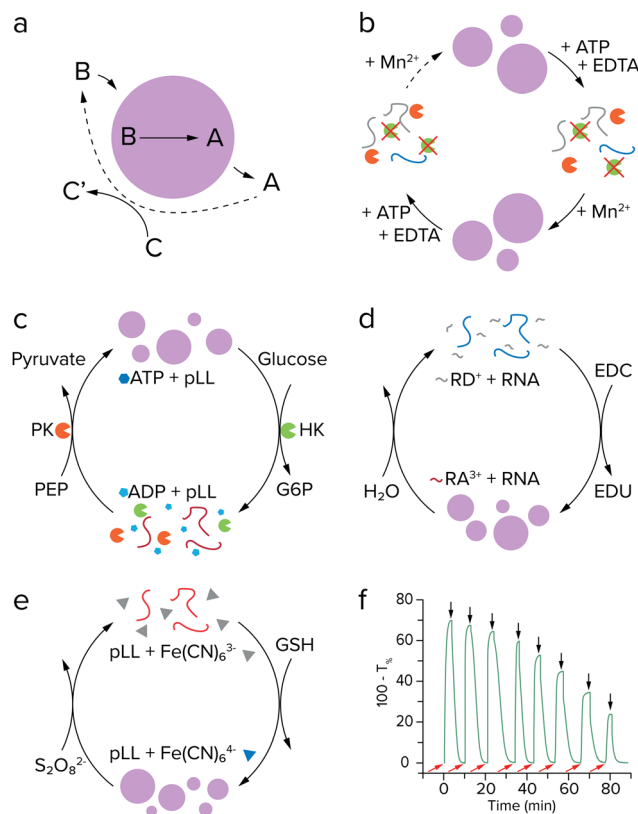 a
B
B
A
A
C'
C
b
+ Mn²⁺
+ ATP
+ EDTA
+ ATP
+ EDTA
+ Mn²⁺
c
Pyruvate
Glucose
ATP + pLL
PK
HK
PEP
ADP + pLL
G6P
d
RD⁺ + RNA
EDC
RA³⁺ + RNA
H₂O
EDU
e
pLL + Fe(CN)₆³⁻
GSH
pLL + Fe(CN)₆⁴⁻
S₂O₈²⁻
f
80
60
40
20
0
100 - T%
0
20
40
60
80
Time (min)